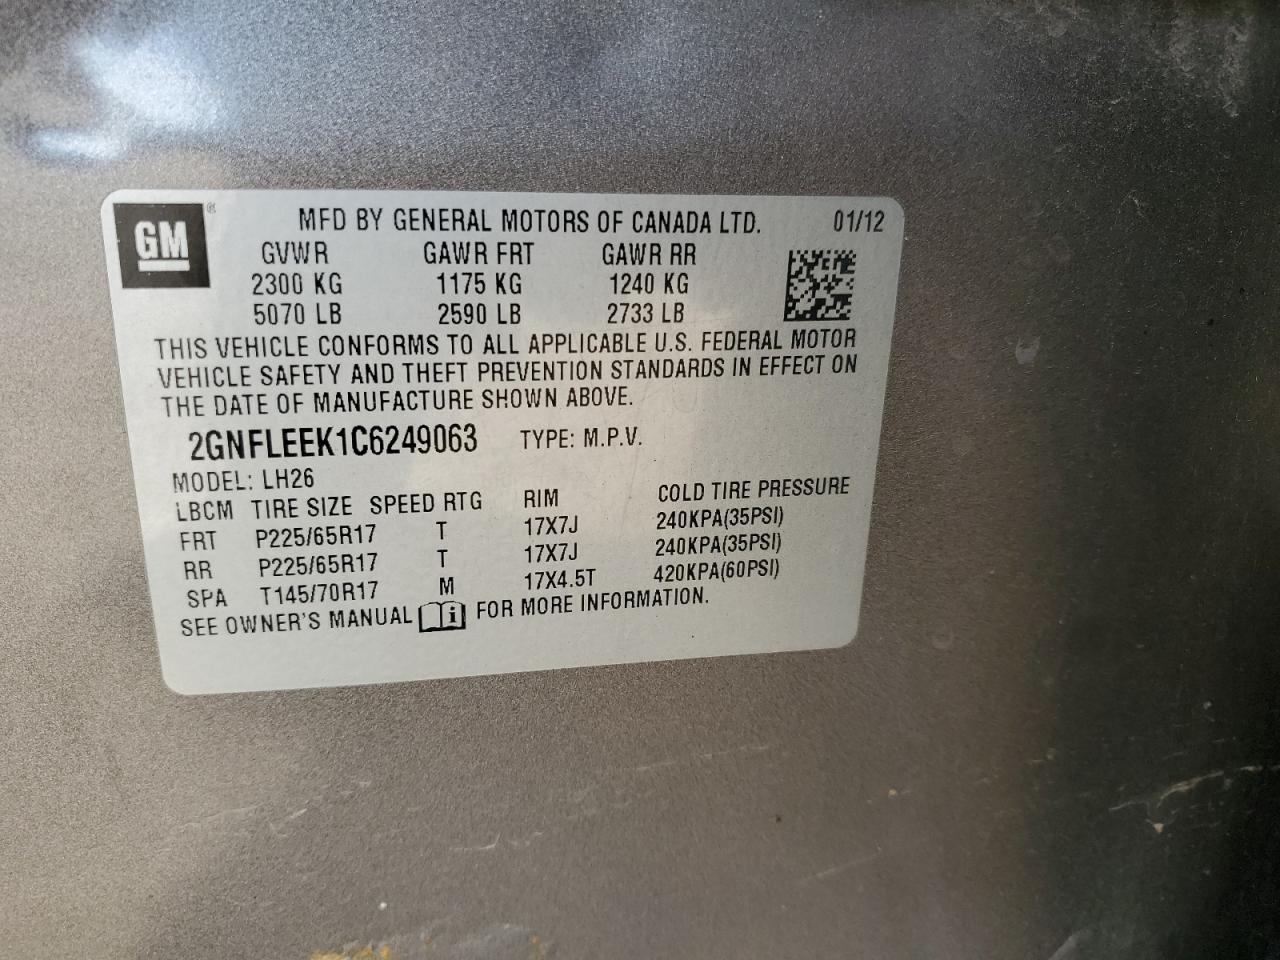 GM ® MFD BY GENERAL MOTORS OF CANADA LTD. 01/12
GVWR GAWR FRT GAWR RR
2300 KG 1175 KG 1240 KG
5070 LB 2590 LB 2733 LB
THIS VEHICLE CONFORMS TO ALL APPLICABLE U.S. FEDERAL MOTOR
VEHICLE SAFETY AND THEFT PREVENTION STANDARDS IN EFFECT ON
THE DATE OF MANUFACTURE SHOWN ABOVE.
2GNFLEEK1C6249063 TYPE: M.P.V.
MODEL: LH26
LBCM TIRE SIZE SPEED RTG RIM COLD TIRE PRESSURE
FRT P225/65R17 T 17X7J 240KPA(35PSI)
RR P225/65R17 T 17X7J 240KPA(35PSI)
SPA T145/70R17 M 17X4.5T 420KPA(60PSI)
SEE OWNER'S MANUAL i FOR MORE INFORMATION.